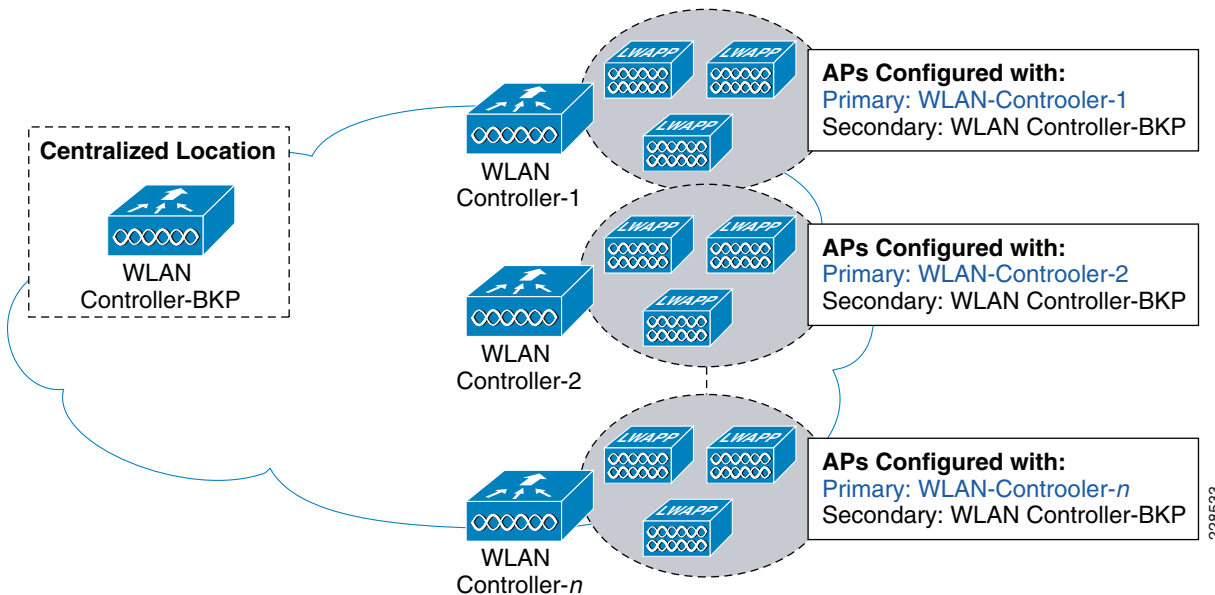 Centralized Location
WLAN
Controller-BKP
LWAPP
LWAPP
LWAPP
WLAN
Controller-1
APs Configured with:
Primary: WLAN-Controoler-1
Secondary: WLAN Controller-BKP
LWAPP
LWAPP
LWAPP
WLAN
Controller-2
APs Configured with:
Primary: WLAN-Controoler-2
Secondary: WLAN Controller-BKP
LWAPP
LWAPP
LWAPP
WLAN
Controller-n
APs Configured with:
Primary: WLAN-Controoler-n
Secondary: WLAN Controller-BKP